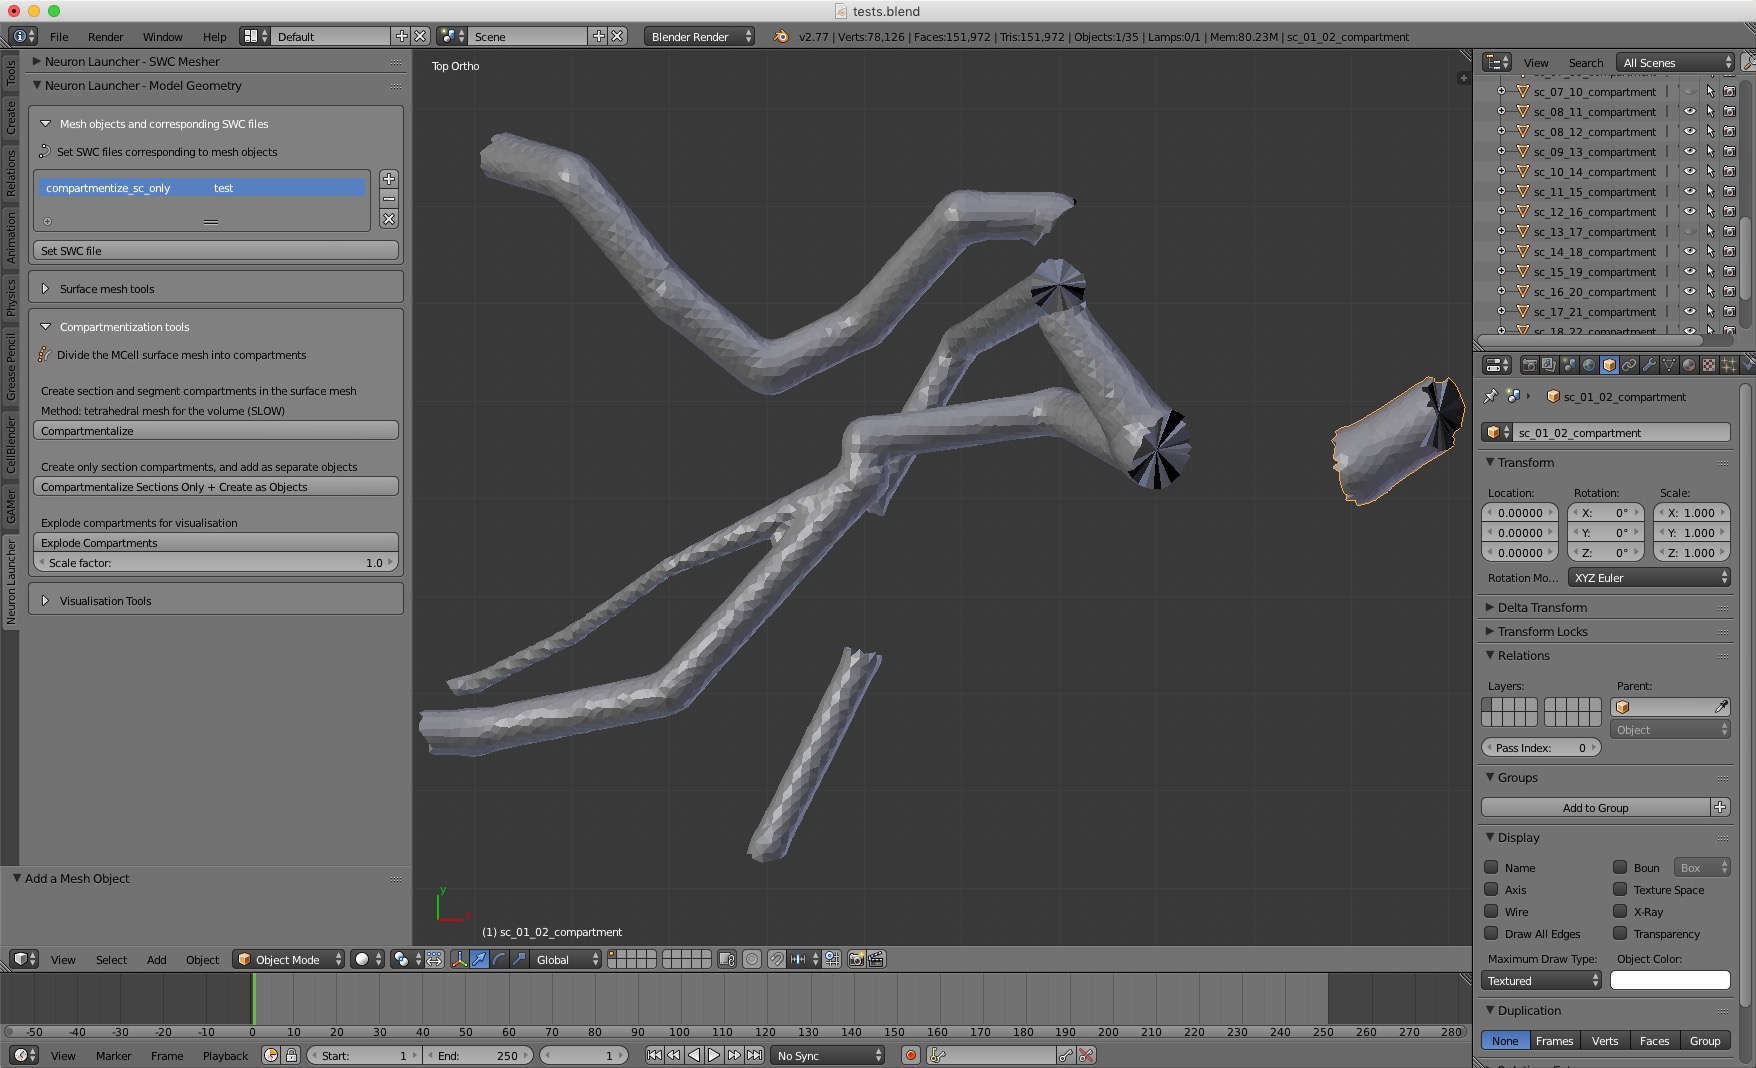 tests.blend
File Render Window Help Default Scene Blender Render v2.77 | Verts:78,126 | Faces:151,972 | Tris:151,972 | Objects:1/35 | Lamps:0/1 | Mem:80.23M | sc_01_02_compartment
Tools
Create
Relations
Animation
Physics
Grease Pencil
CellBlender
GAMer
Neuron Launcher
Neuron Launcher - SWC Mesher
Neuron Launcher - Model Geometry
Mesh objects and corresponding SWC files
Set SWC files corresponding to mesh objects
compartmentize_sc_only test
Set SWC file
Surface mesh tools
Compartmentization tools
Divide the MCell surface mesh into compartments
Create section and segment compartments in the surface mesh
Method: tetrahedral mesh for the volume (SLOW)
Compartmentalize
Create only section compartments, and add as separate objects
Compartmentalize Sections Only + Create as Objects
Explode compartments for visualisation
Explode Compartments
Scale factor: 1.0
Visualisation Tools
Add a Mesh Object
Top Ortho
y
x
(1) sc_01_02_compartment
View Search All Scenes
sc_07_10_compartment
sc_08_11_compartment
sc_08_12_compartment
sc_09_13_compartment
sc_10_14_compartment
sc_11_15_compartment
sc_12_16_compartment
sc_13_17_compartment
sc_14_18_compartment
sc_15_19_compartment
sc_16_20_compartment
sc_17_21_compartment
sc_18_22_compartment
sc_01_02_compartment
sc_01_02_compartment
Transform
Location: Rotation: Scale:
0.00000 X: 0° X: 1.000
0.00000 Y: 0° Y: 1.000
0.00000 Z: 0° Z: 1.000
Rotation Mo... XYZ Euler
Delta Transform
Transform Locks
Relations
Layers: Parent:
Object
Pass Index: 0
Groups
Add to Group
Display
Name Boun Box
Axis Texture Space
Wire X-Ray
Draw All Edges Transparency
Maximum Draw Type: Object Color:
Textured
Duplication
None Frames Verts Faces Group
View Select Add Object Object Mode Global
-50 -40 -30 -20 -10 0 10 20 30 40 50 60 70 80 90 100 110 120 130 140 150 160 170 180 190 200 210 220 230 240 250 260 270 280
View Marker Frame Playback Start: 1 End: 250 1 No Sync